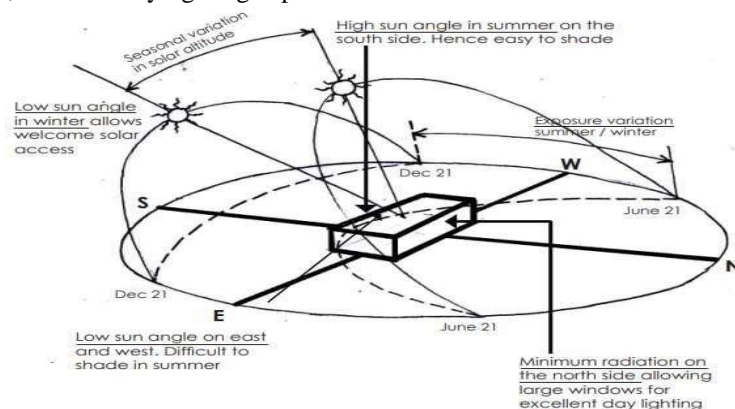 High sun angle in summer on the
south side. Hence easy to shade
Seasonal variation
in solar altitude
Low sun angle
in winter allows
welcome solar
access
Exposure variation
summer / winter
Dec 21
W
S
June 21
N
Dec 21
E
June 21
Low sun angle on east
and west. Difficult to
shade in summer
Minimum radiation on
the north side allowing
large windows for
excellent day lighting